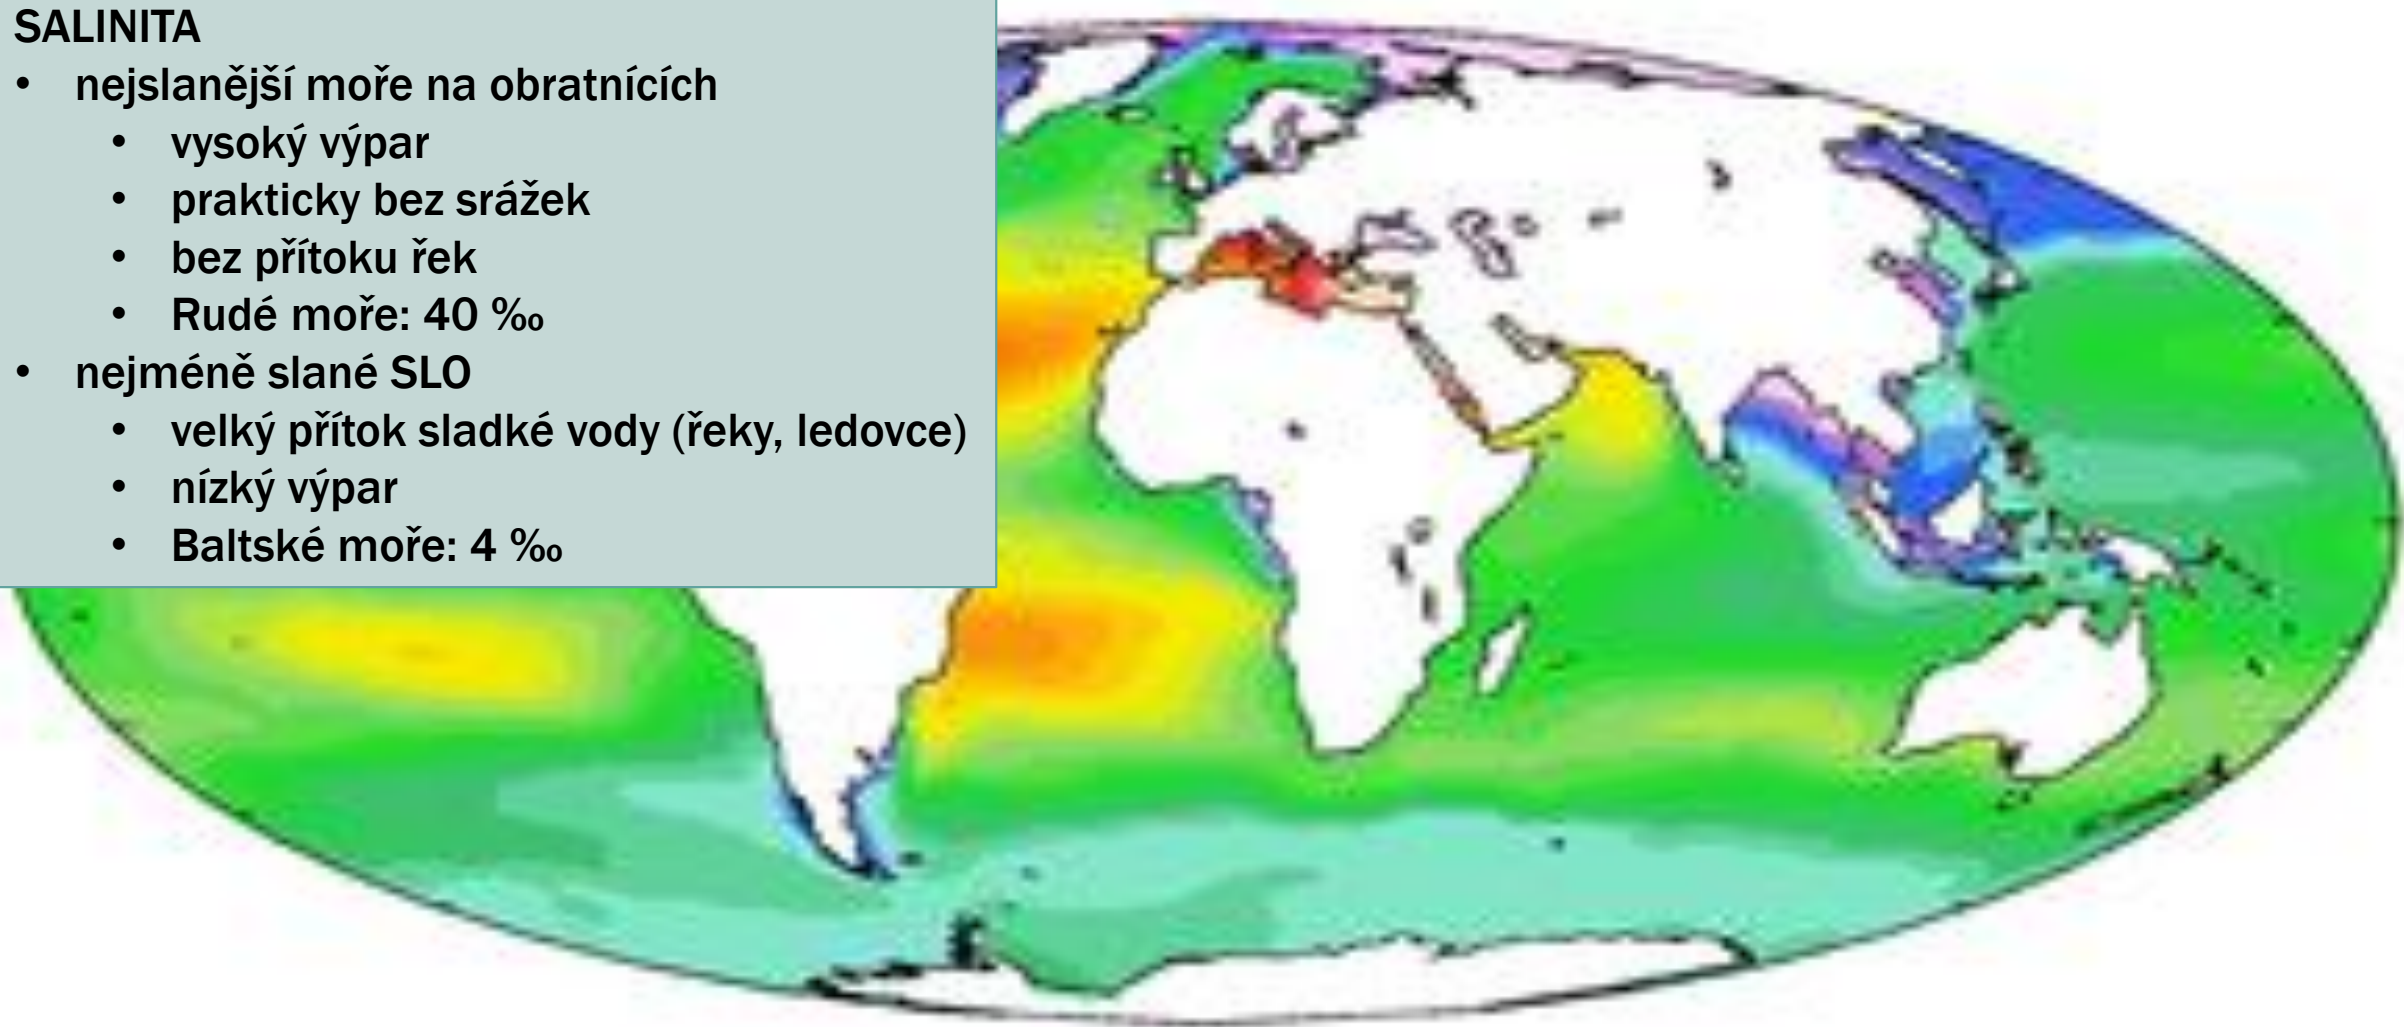 SALINITA
• nejslanější moře na obratnících
• vysoký výpar
• prakticky bez srážek
• bez přítoku řek
• Rudé moře: 40 ‰
• nejméně slané SLO
• velký přítok sladké vody (řeky, ledovce)
• nízký výpar
• Baltské moře: 4 ‰